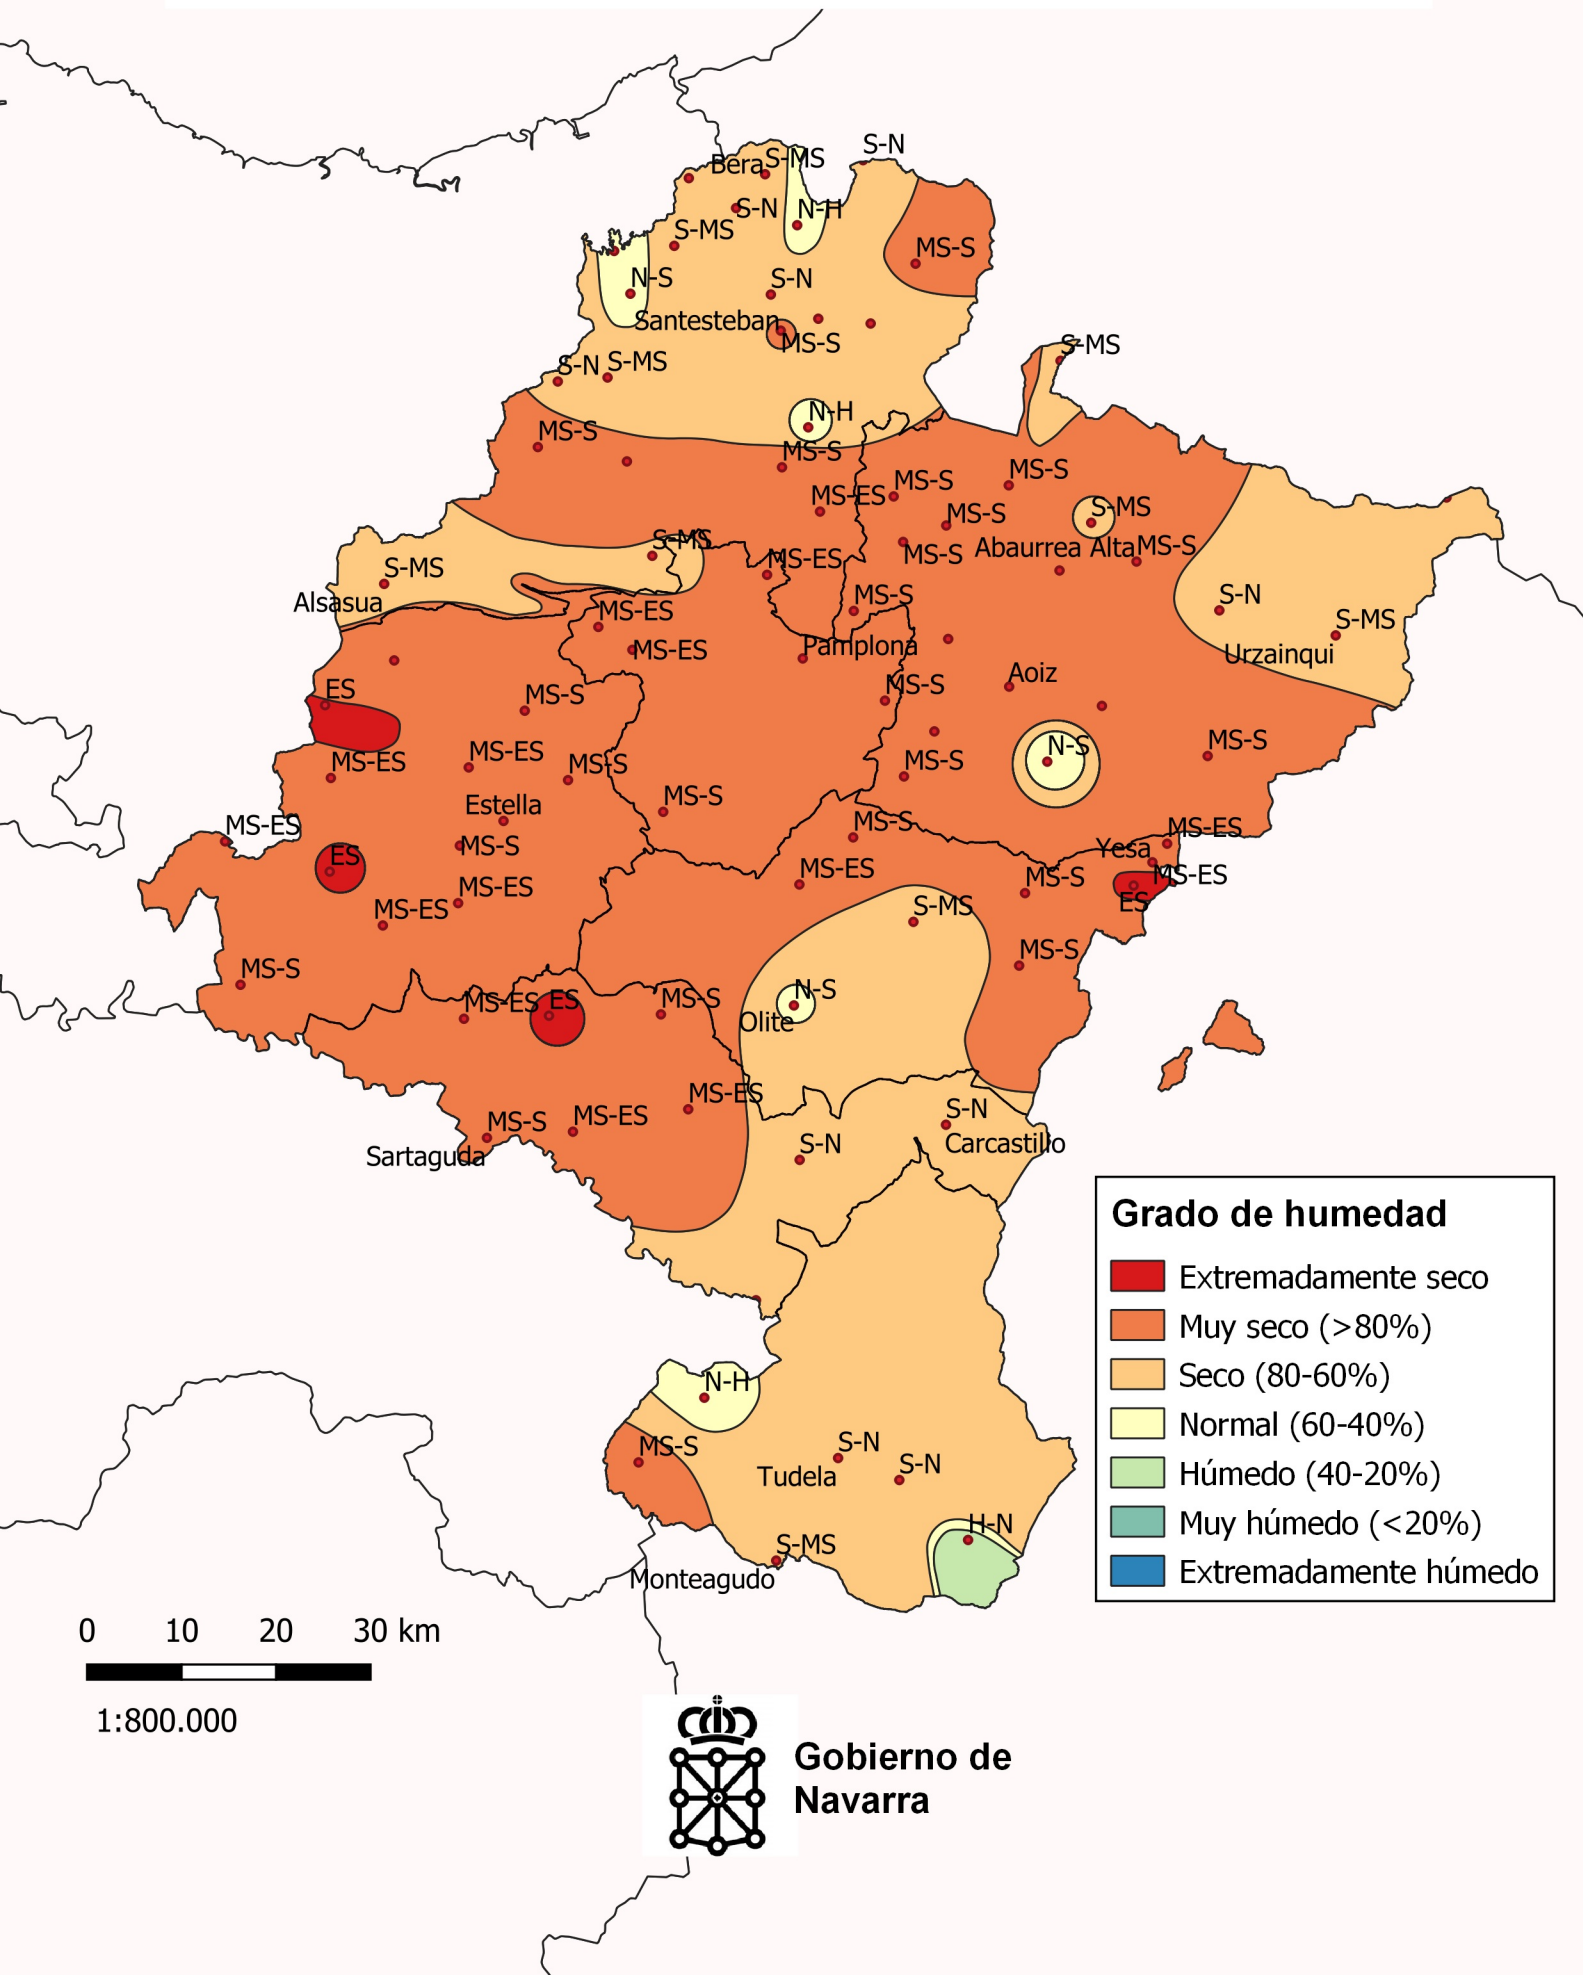 S-N
Bera
S-MS
S-N
N-H
S-MS
MS-S
N-S
S-N
Santesteban
MS-S
S-MS
S-N
S-MS
N-H
MS-S
MS-S
MS-S
MS-S
MS-ES
S-MS
MS-S
S-MS
Abaurrea Alta
MS-S
MS-S
MS-ES
S-MS
Alsasua
S-N
MS-S
MS-ES
S-MS
Pamplona
MS-ES
Urzainqui
Aoiz
MS-S
ES
MS-S
MS-S
N-S
MS-ES
MS-S
MS-S
MS-ES
MS-S
Estella
MS-S
MS-ES
MS-ES
MS-S
Yesa
MS-S
ES
MS-ES
MS-S
MS-ES
ES
MS-ES
S-MS
MS-ES
MS-S
MS-S
N-S
MS-ES
ES
MS-S
Olite
MS-ES
S-N
MS-S
MS-ES
S-N
Carcastillo
Sartaguda
N-H
MS-S
S-N
S-N
Tudela
H-N
S-MS
Monteagudo
Grado de humedad
Extremadamente seco
Muy seco (>80%)
Seco (80-60%)
Normal (60-40%)
Húmedo (40-20%)
Muy húmedo (<20%)
Extremadamente húmedo
0 10 20 30 km
1:800.000
Gobierno de
Navarra